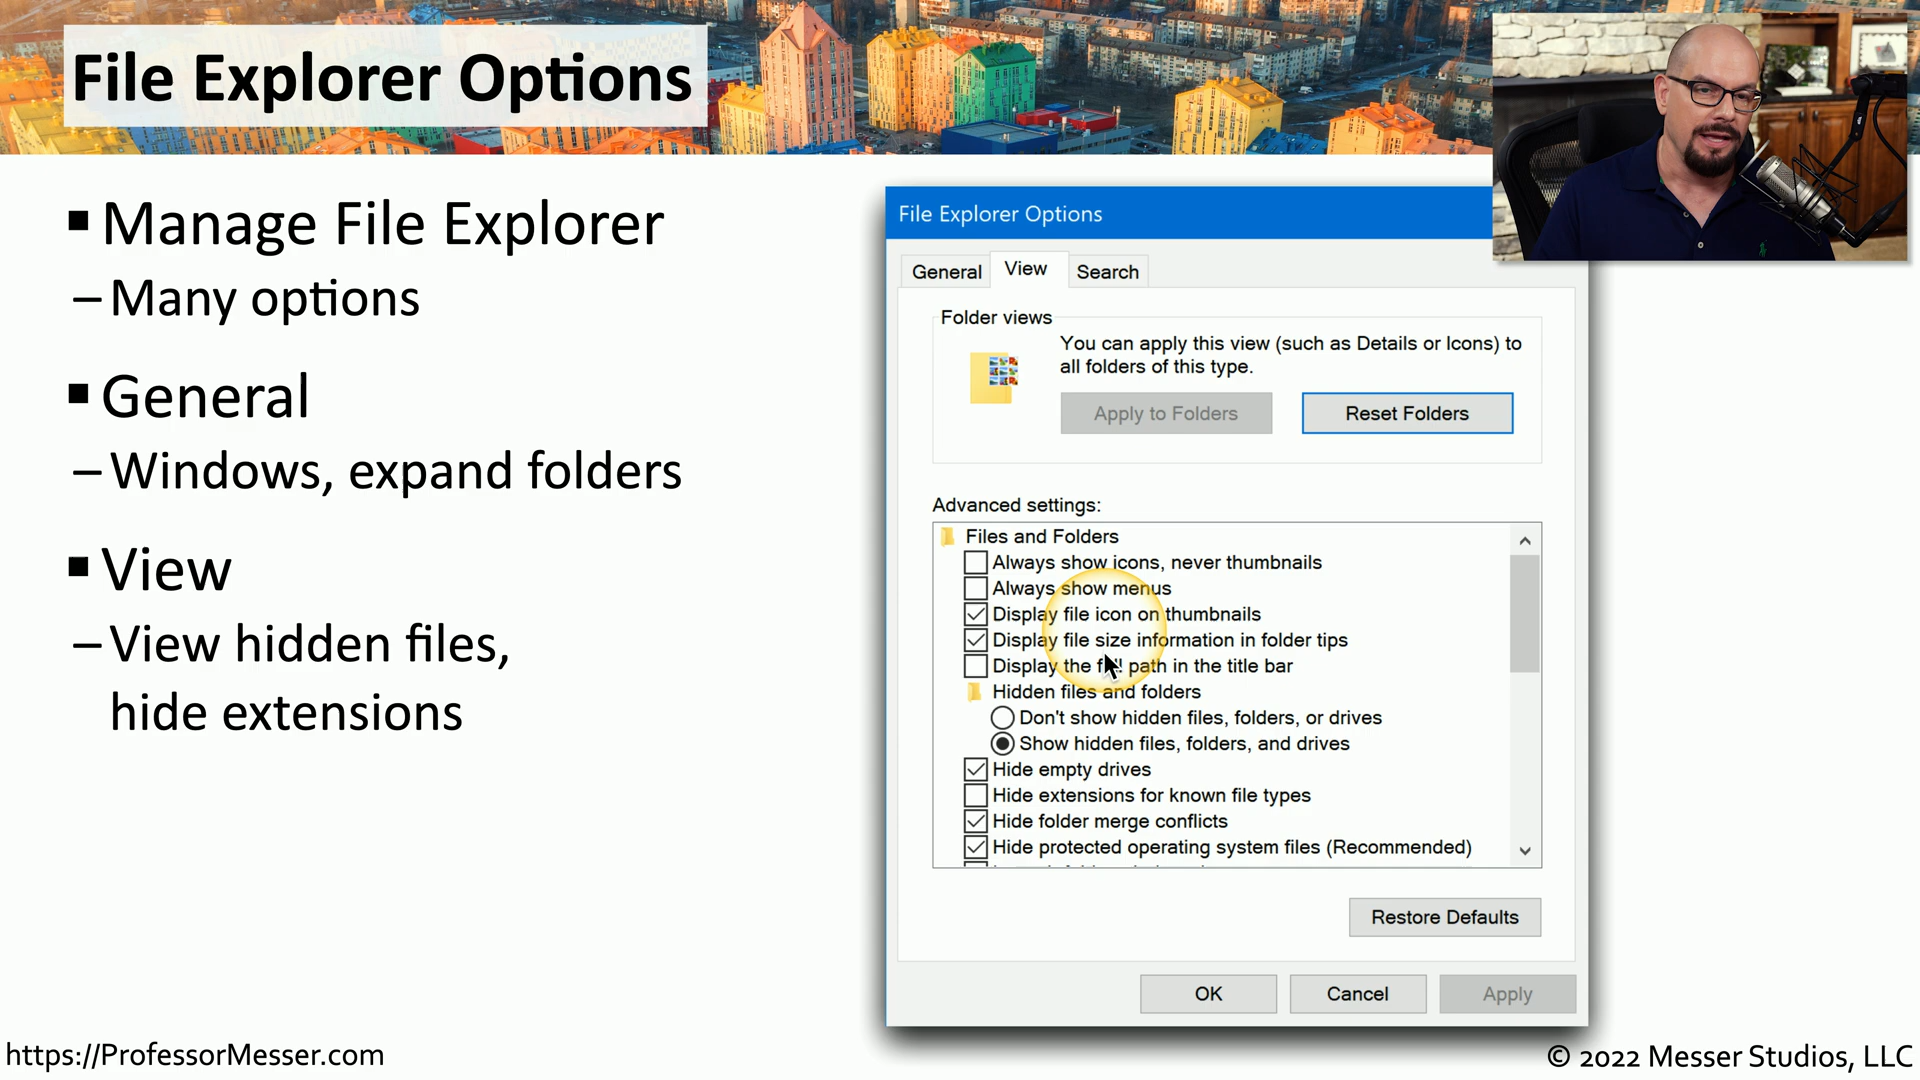 File Explorer Options
▪ Manage File Explorer
– Many options
▪ General
– Windows, expand folders
▪ View
– View hidden files,
hide extensions
File Explorer Options
General View Search
Folder views
You can apply this view (such as Details or Icons) to
all folders of this type.
Apply to Folders Reset Folders
Advanced settings:
Files and Folders
Always show icons, never thumbnails
Always show menus
Display file icon on thumbnails
Display file size information in folder tips
Display the full path in the title bar
Hidden files and folders
Don't show hidden files, folders, or drives
Show hidden files, folders, and drives
Hide empty drives
Hide extensions for known file types
Hide folder merge conflicts
Hide protected operating system files (Recommended)
Restore Defaults
OK Cancel Apply
https://ProfessorMesser.com
© 2022 Messer Studios, LLC